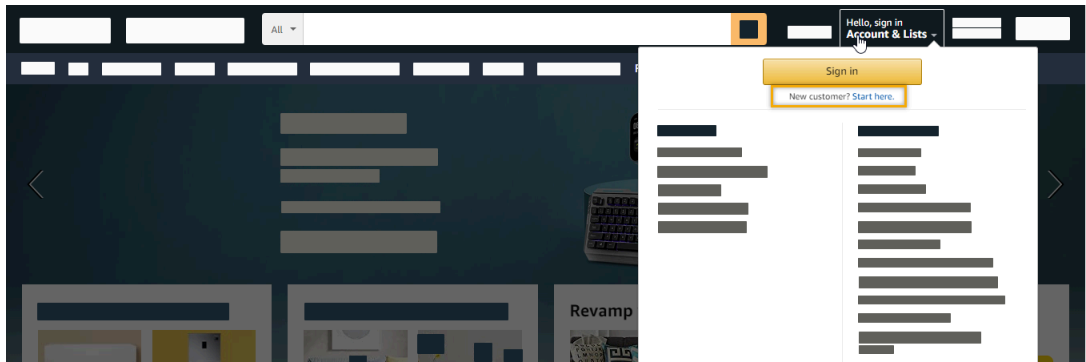 All
Hello, sign in
Account & Lists
Sign in
New customer? Start here.
Revamp